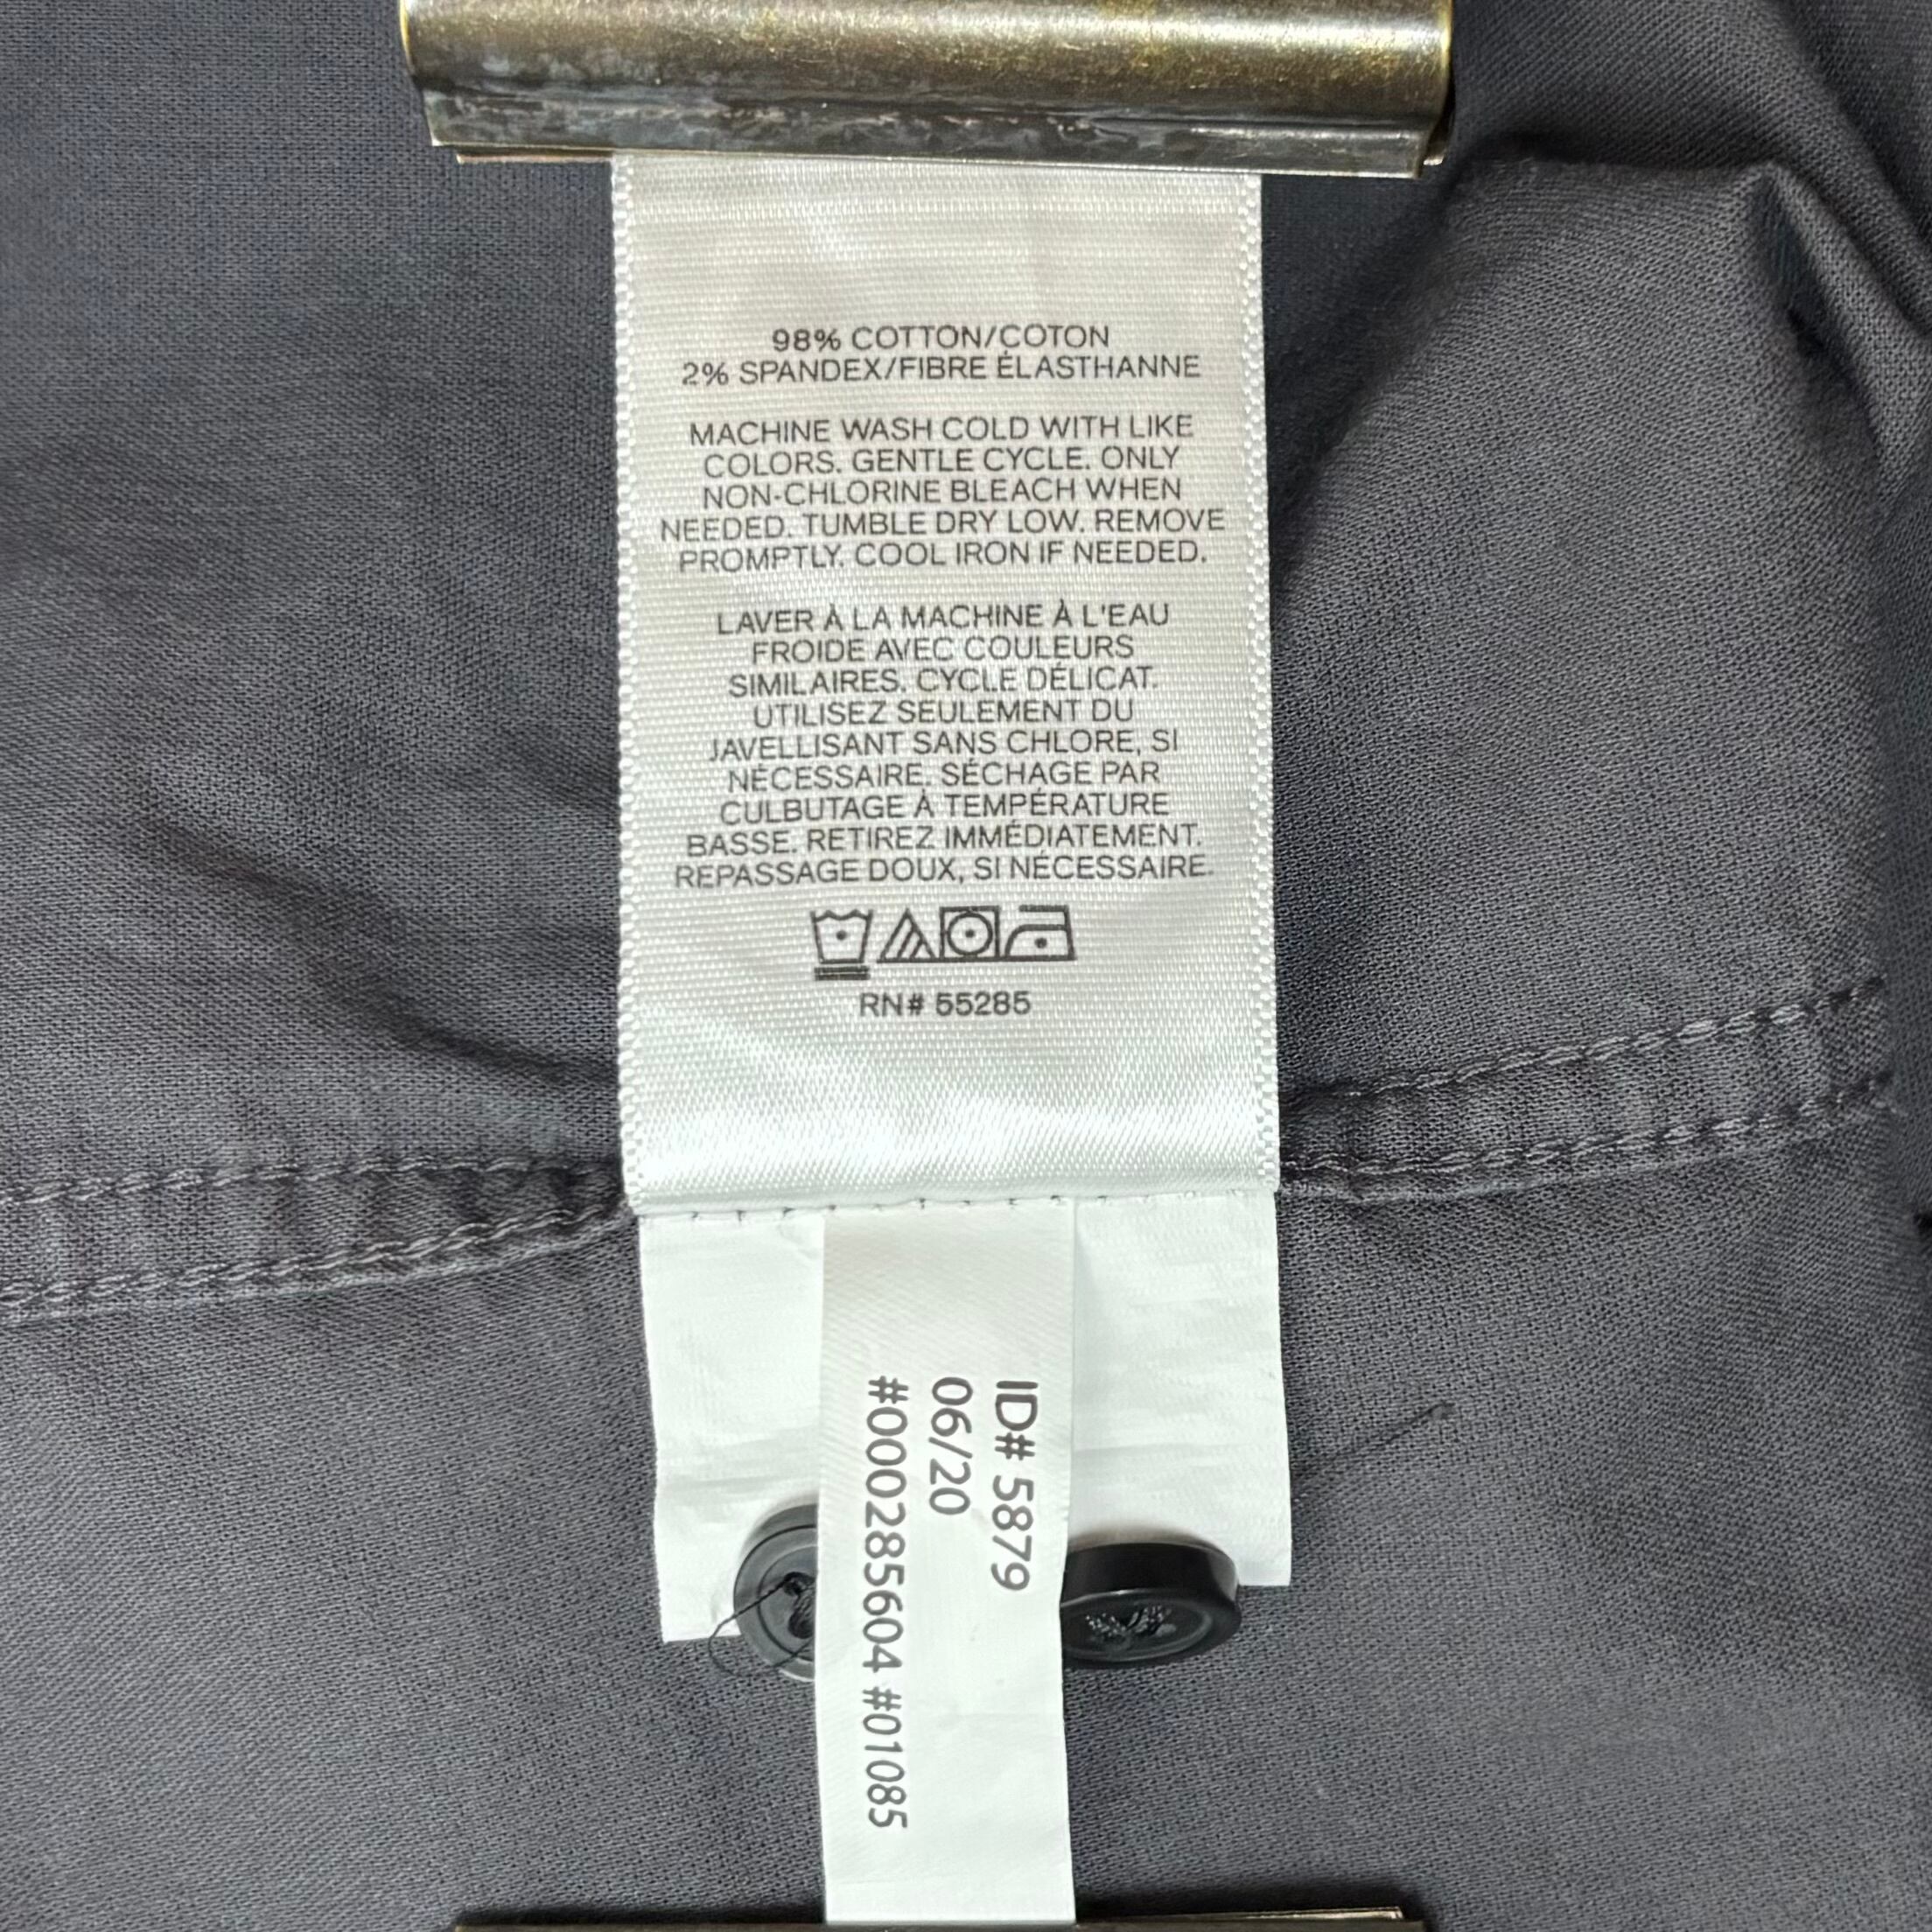 98% COTTON/COTON
2% SPANDEX/FIBRE ÉLASTHANNE
MACHINE WASH COLD WITH LIKE
COLORS. GENTLE CYCLE. ONLY
NON-CHLORINE BLEACH WHEN
NEEDED. TUMBLE DRY LOW. REMOVE
PROMPTLY. COOL IRON IF NEEDED.
LAVER À LA MACHINE À L'EAU
FROIDE AVEC COULEURS
SIMILAIRES. CYCLE DÉLICAT.
UTILISEZ SEULEMENT DU
JAVELLISANT SANS CHLORE, SI
NÉCESSAIRE. SÉCHAGE PAR
CULBUTAGE À TEMPÉRATURE
BASSE. RETIREZ IMMÉDIATEMENT.
REPASSAGE DOUX, SI NÉCESSAIRE.
RN# 55285
ID# 5879
06/20
#000285604 #01085